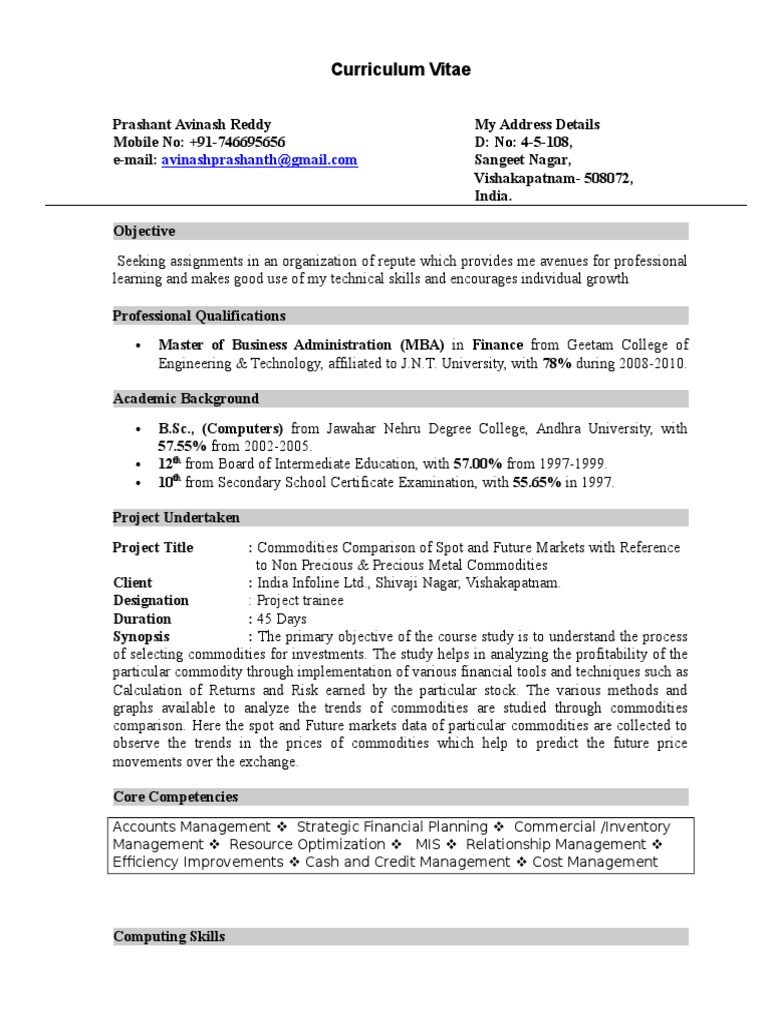 Curriculum Vitae
Prashant Avinash Reddy
Mobile No: +91-746695656
e-mail: avinashprashanth@gmail.com
My Address Details
D: No: 4-5-108,
Sangeet Nagar,
Vishakapatnam- 508072,
India.
Objective
Seeking assignments in an organization of repute which provides me avenues for professional
learning and makes good use of my technical skills and encourages individual growth
Professional Qualifications
• Master of Business Administration (MBA) in Finance from Geetam College of
Engineering & Technology, affiliated to J.N.T. University, with 78% during 2008-2010.
Academic Background
• B.Sc., (Computers) from Jawahar Nehru Degree College, Andhra University, with
57.55% from 2002-2005.
• 12th from Board of Intermediate Education, with 57.00% from 1997-1999.
• 10th from Secondary School Certificate Examination, with 55.65% in 1997.
Project Undertaken
Project Title : Commodities Comparison of Spot and Future Markets with Reference
to Non Precious & Precious Metal Commodities
Client : India Infoline Ltd., Shivaji Nagar, Vishakapatnam.
Designation : Project trainee
Duration : 45 Days
Synopsis : The primary objective of the course study is to understand the process
of selecting commodities for investments. The study helps in analyzing the profitability of the
particular commodity through implementation of various financial tools and techniques such as
Calculation of Returns and Risk earned by the particular stock. The various methods and
graphs available to analyze the trends of commodities are studied through commodities
comparison. Here the spot and Future markets data of particular commodities are collected to
observe the trends in the prices of commodities which help to predict the future price
movements over the exchange.
Core Competencies
Accounts Management ❖ Strategic Financial Planning ❖ Commercial /Inventory
Management ❖ Resource Optimization ❖ MIS ❖ Relationship Management ❖
Efficiency Improvements ❖ Cash and Credit Management ❖ Cost Management
Computing Skills